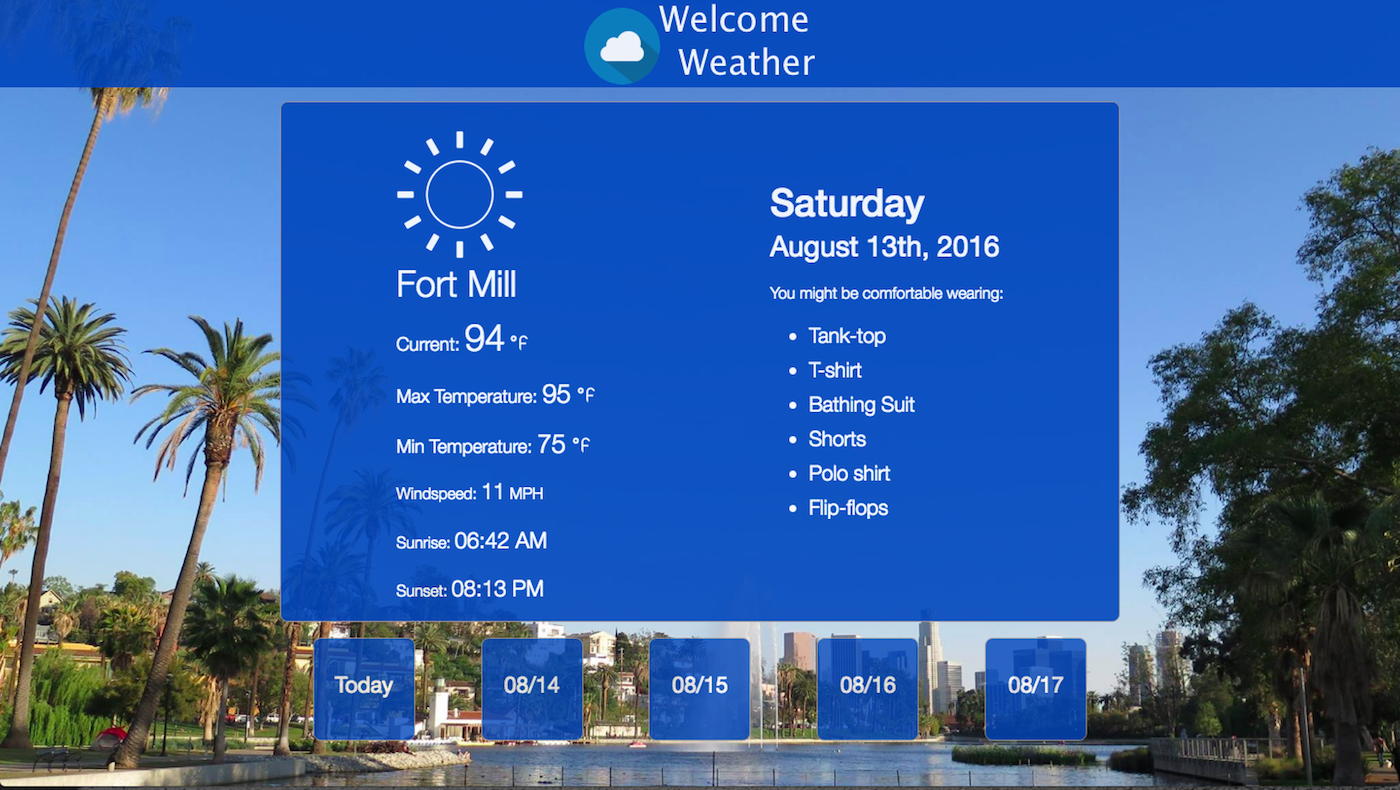 Welcome
Weather
Fort Mill
Current: 94 °F
Max Temperature: 95 °F
Min Temperature: 75 °F
Windspeed: 11 MPH
Sunrise: 06:42 AM
Sunset: 08:13 PM
Saturday
August 13th, 2016
You might be comfortable wearing:
• Tank-top
• T-shirt
• Bathing Suit
• Shorts
• Polo shirt
• Flip-flops
Today
08/14
08/15
08/16
08/17